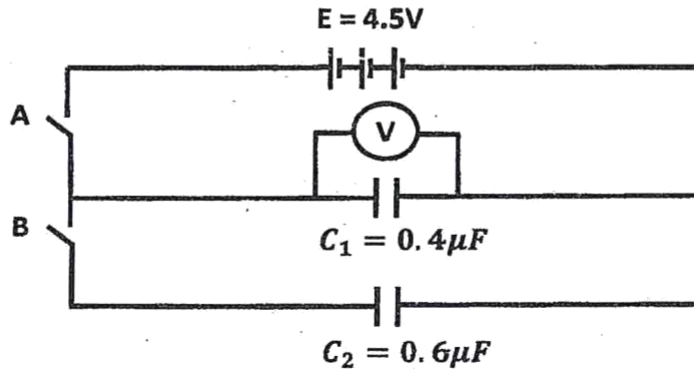 E = 4.5V
A
V
B
C₁ = 0.4μF
C₂ = 0.6μF